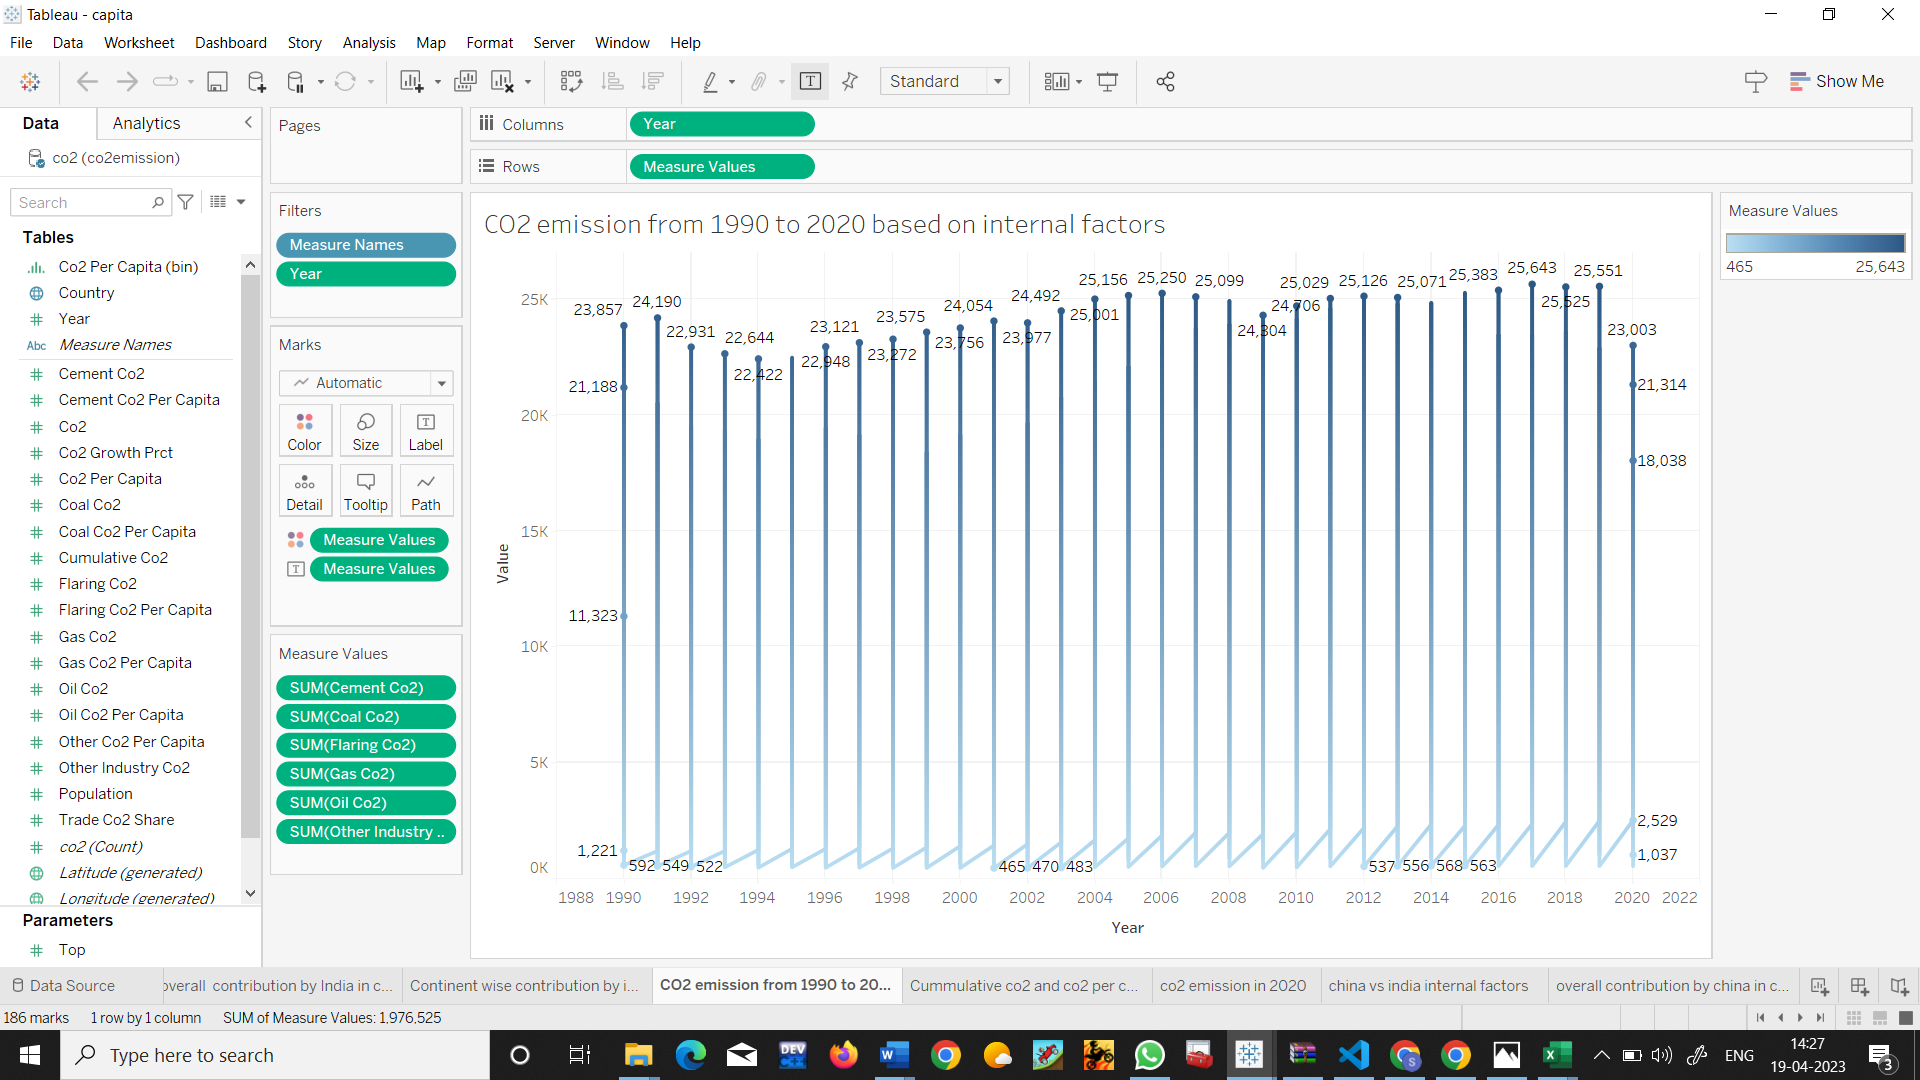 Tableau - capita
File Data Worksheet Dashboard Story Analysis Map Format Server Window Help
Standard
Show Me
Data Analytics
co2 (co2emission)
Search
Tables
Co2 Per Capita (bin)
Country
Year
Abc Measure Names
Cement Co2
Cement Co2 Per Capita
Co2
Co2 Growth Prct
Co2 Per Capita
Coal Co2
Coal Co2 Per Capita
Cumulative Co2
Flaring Co2
Flaring Co2 Per Capita
Gas Co2
Gas Co2 Per Capita
Oil Co2
Oil Co2 Per Capita
Other Co2 Per Capita
Other Industry Co2
Population
Trade Co2 Share
co2 (Count)
Latitude (generated)
Longitude (generated)
Parameters
Top
Pages
Filters
Measure Names
Year
Marks
Automatic
Color Size Label
Detail Tooltip Path
Measure Values
Measure Values
Measure Values
SUM(Cement Co2)
SUM(Coal Co2)
SUM(Flaring Co2)
SUM(Gas Co2)
SUM(Oil Co2)
SUM(Other Industry ..
Columns Year
Rows Measure Values
CO2 emission from 1990 to 2020 based on internal factors
Value
25K
20K
15K
10K
5K
0K
23,857 24,190 22,931 22,644 22,422 22,948 23,121 23,272 23,575 23,756 24,054 23,977 24,492 25,001 25,156 25,250 25,099 24,304 24,706 25,029 25,126 25,071 25,383 25,643 25,525 25,551 23,003
21,188 21,314
18,038
11,323
2,529
1,221 1,037
592 549 522 465 470 483 537 556 568 563
1988 1990 1992 1994 1996 1998 2000 2002 2004 2006 2008 2010 2012 2014 2016 2018 2020 2022
Year
Measure Values
465 25,643
Data Source
overall contribution by India in c...
Continent wise contribution by i...
CO2 emission from 1990 to 20...
Cummulative co2 and co2 per c...
co2 emission in 2020
china vs india internal factors
overall contribution by china in c...
186 marks 1 row by 1 column SUM of Measure Values: 1,976,525
Type here to search
DEV
C++
ENG
14:27
19-04-2023
3